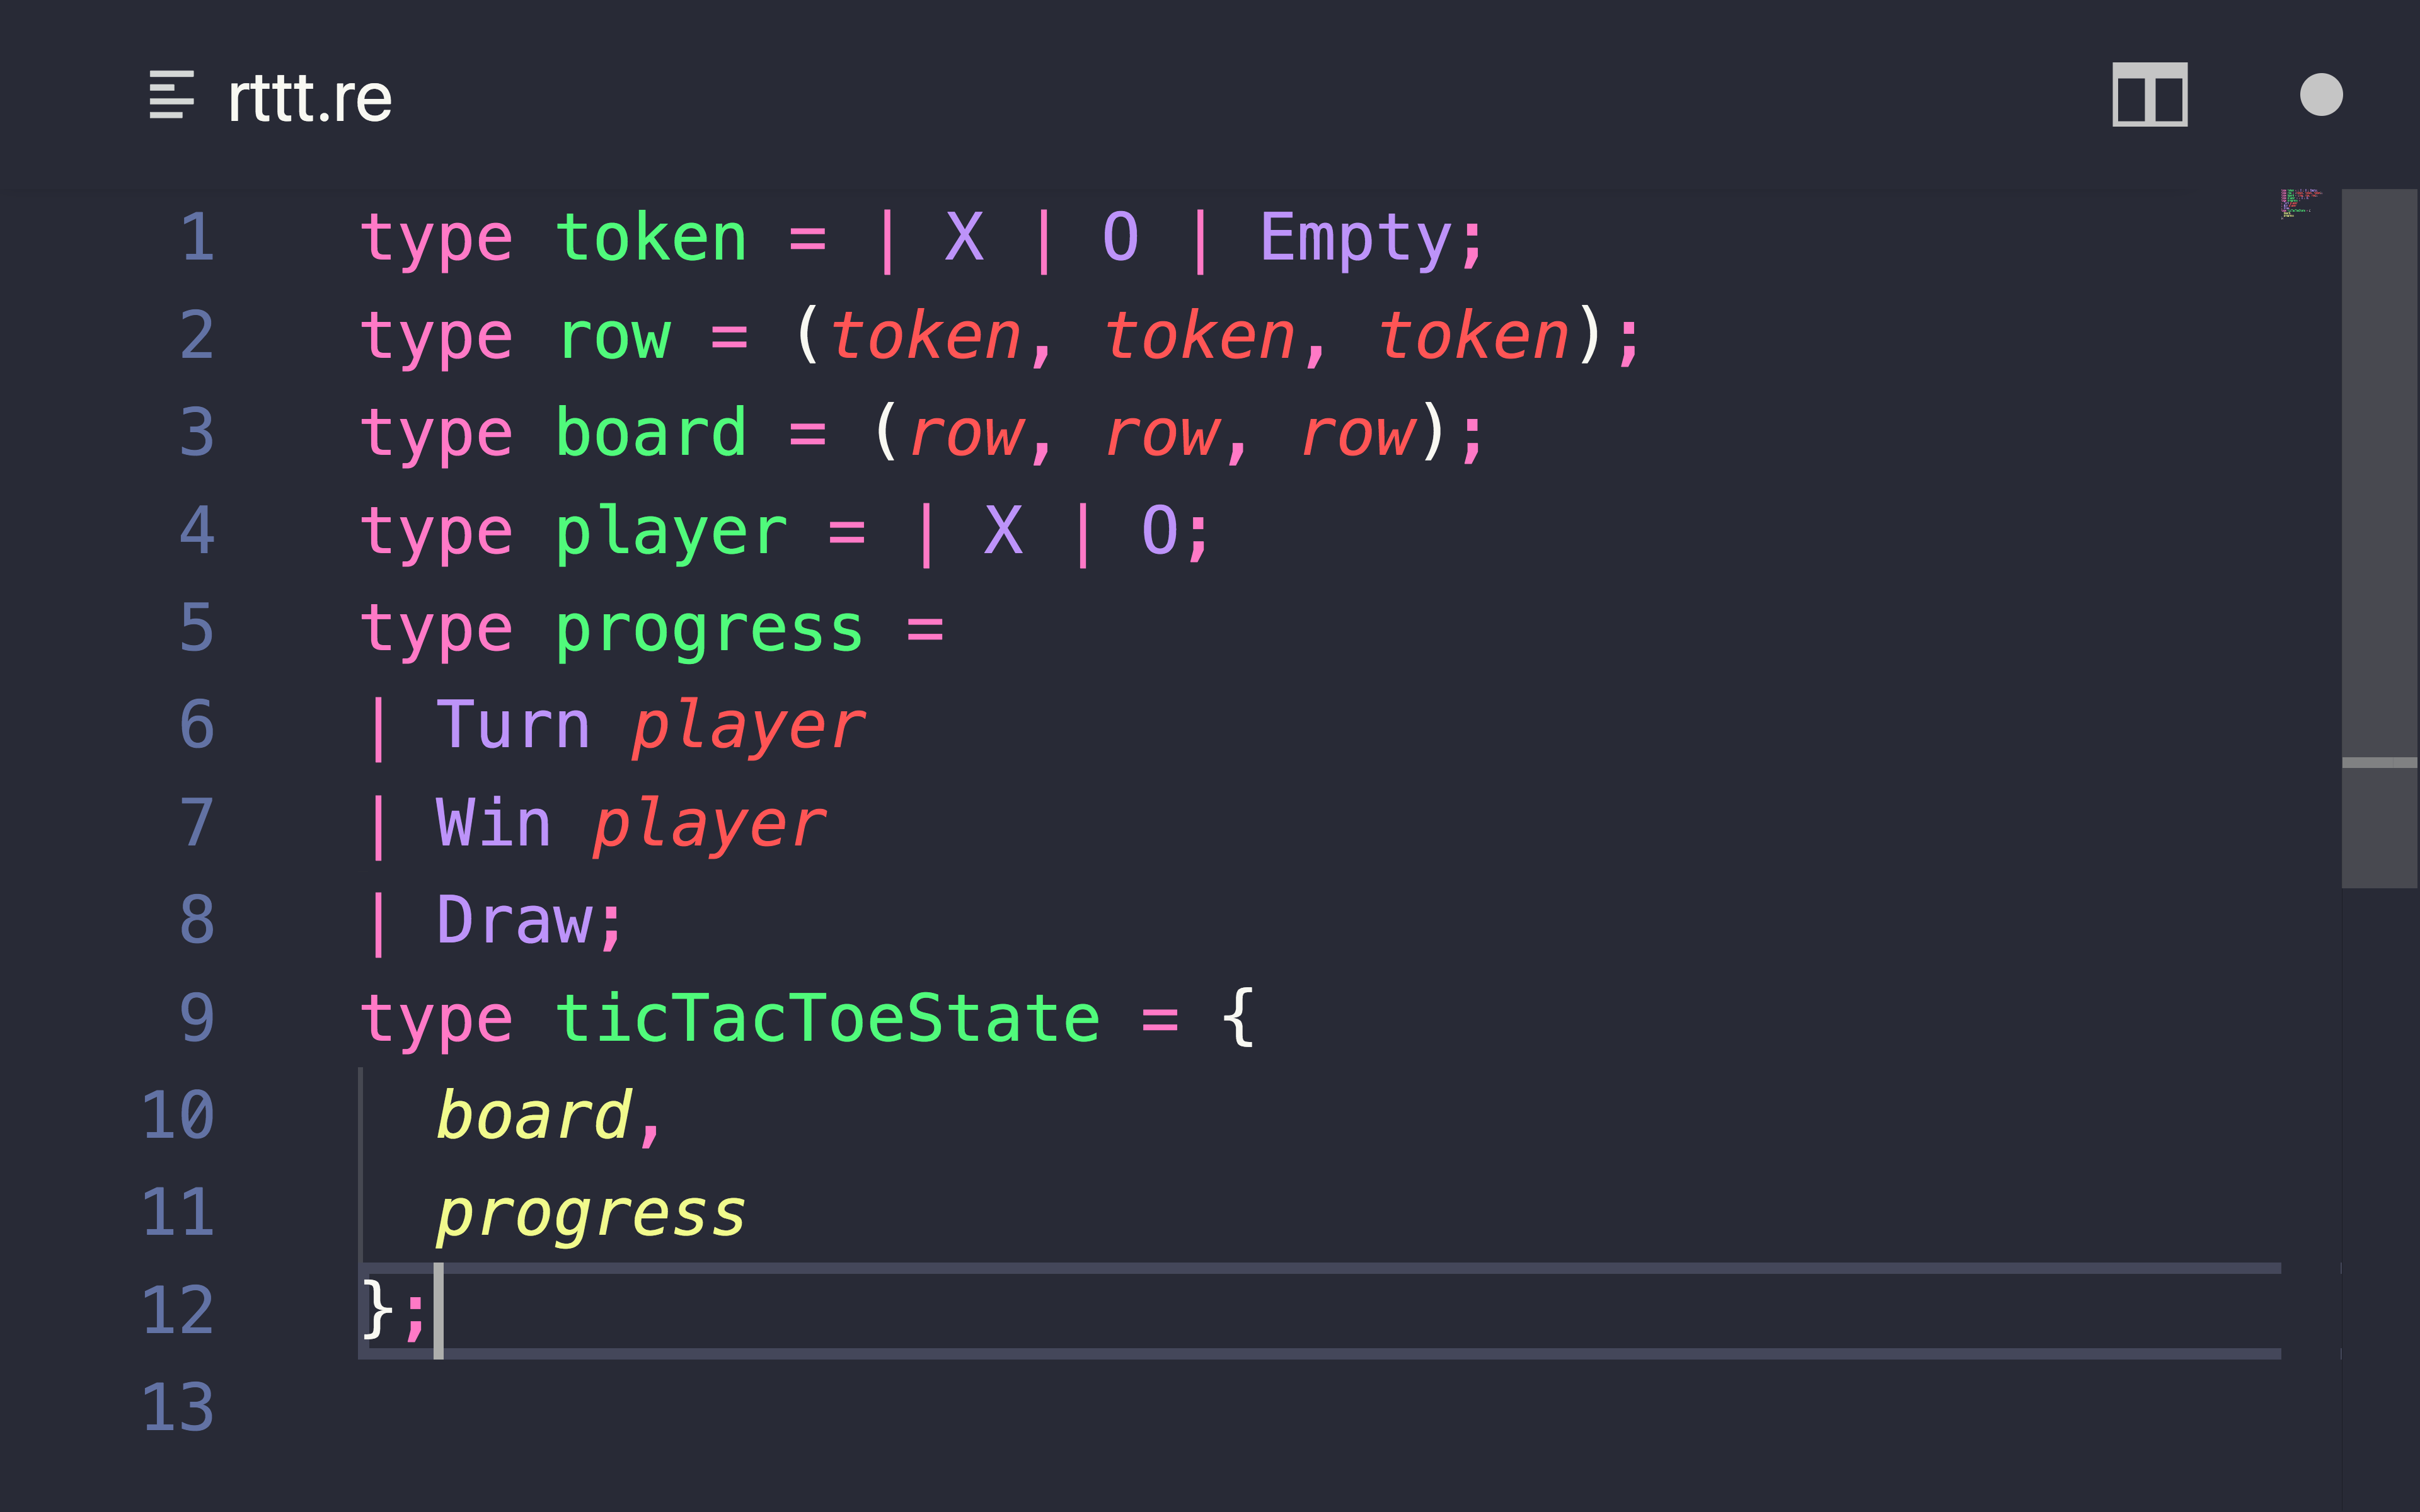 rttt.re
1 type token = | X | O | Empty;
2 type row = (token, token, token);
3 type board = (row, row, row);
4 type player = | X | O;
5 type progress =
6 | Turn player
7 | Win player
8 | Draw;
9 type ticTacToeState = {
10   board,
11   progress
12 };
13